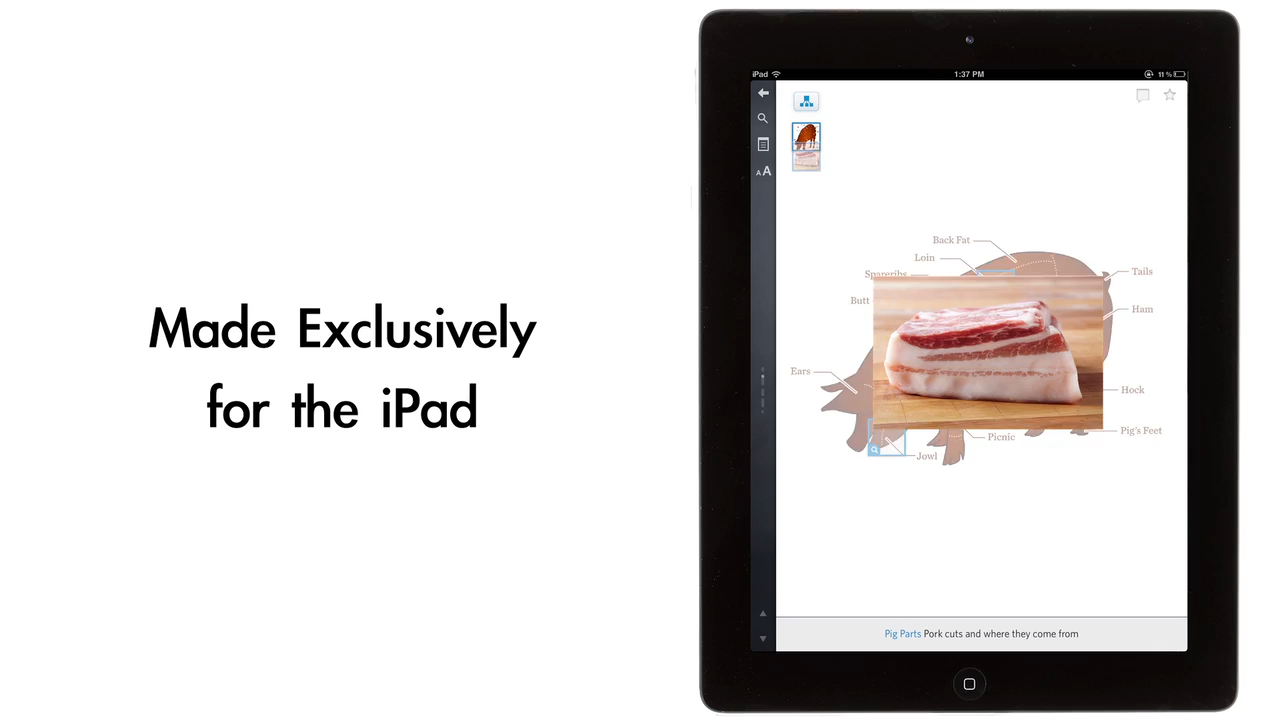 Made Exclusively
for the iPad
iPad
1:37 PM
11 %
AA
Back Fat
Loin
Spareribs
Butt
Tails
Ham
Ears
Hock
Pig's Feet
Picnic
Jowl
Pig Parts Pork cuts and where they come from